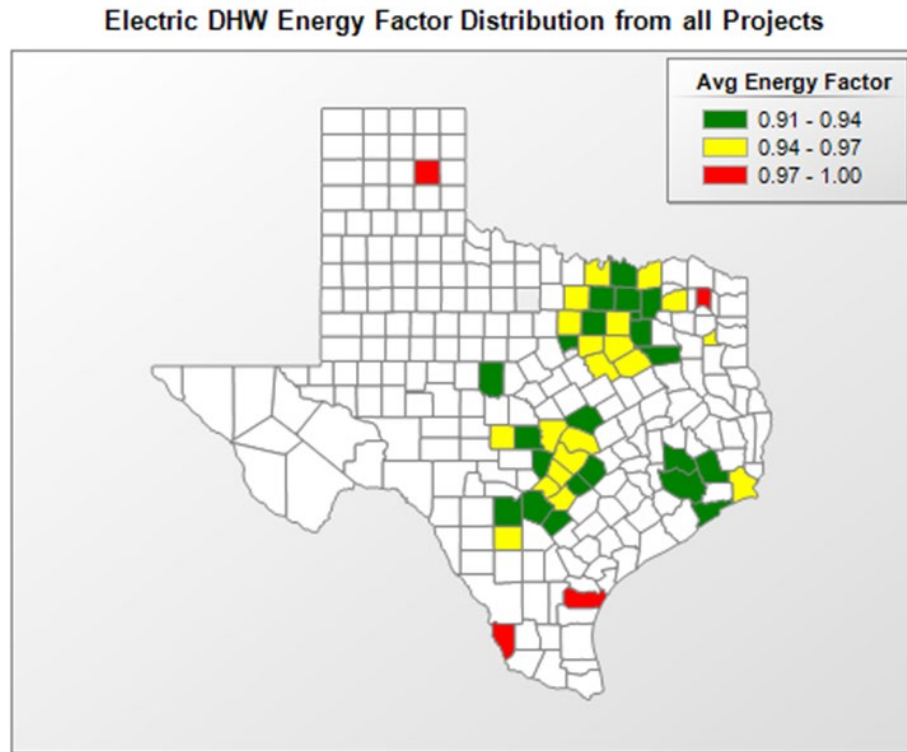 Electric DHW Energy Factor Distribution from all Projects
Avg Energy Factor
0.91 - 0.94
0.94 - 0.97
0.97 - 1.00